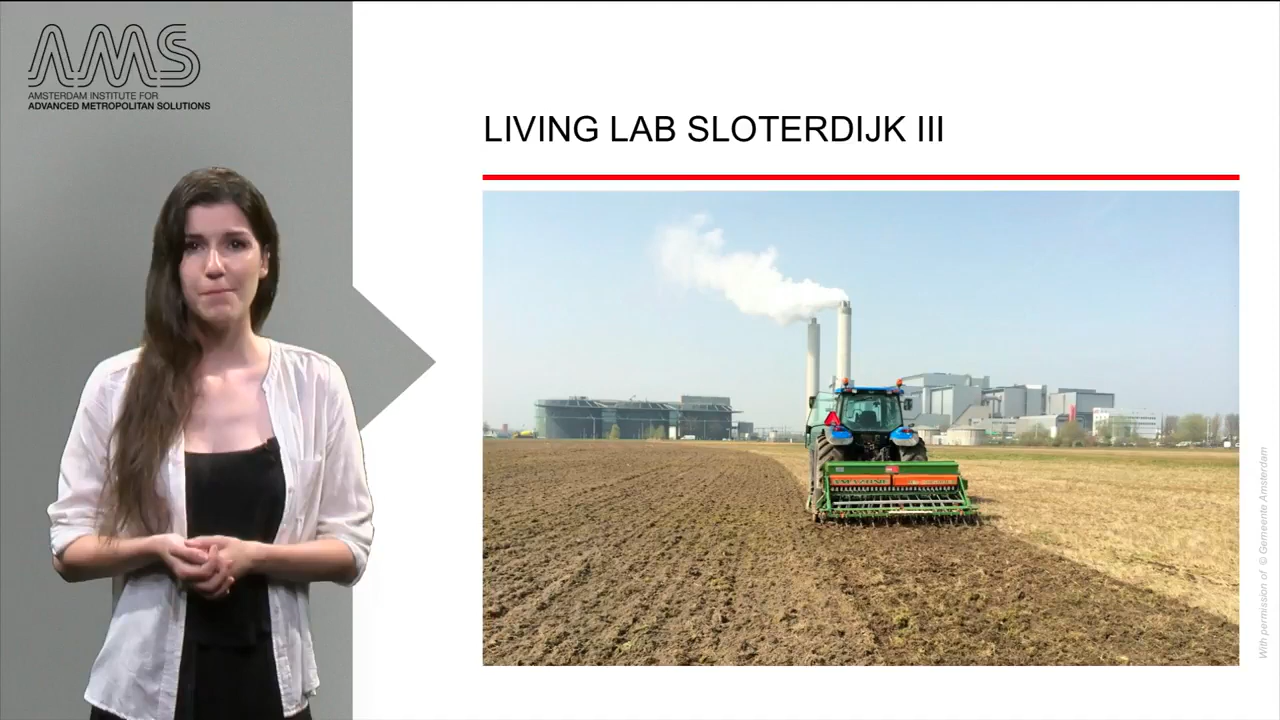 AMS
AMSTERDAM INSTITUTE FOR
ADVANCED METROPOLITAN SOLUTIONS
LIVING LAB SLOTERDIJK III
With permission of © Gemeente Amsterdam